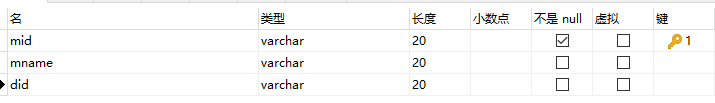 名 类型 长度 小数点 不是 null 虚拟 键
mid varchar 20 1
mname varchar 20
did varchar 20